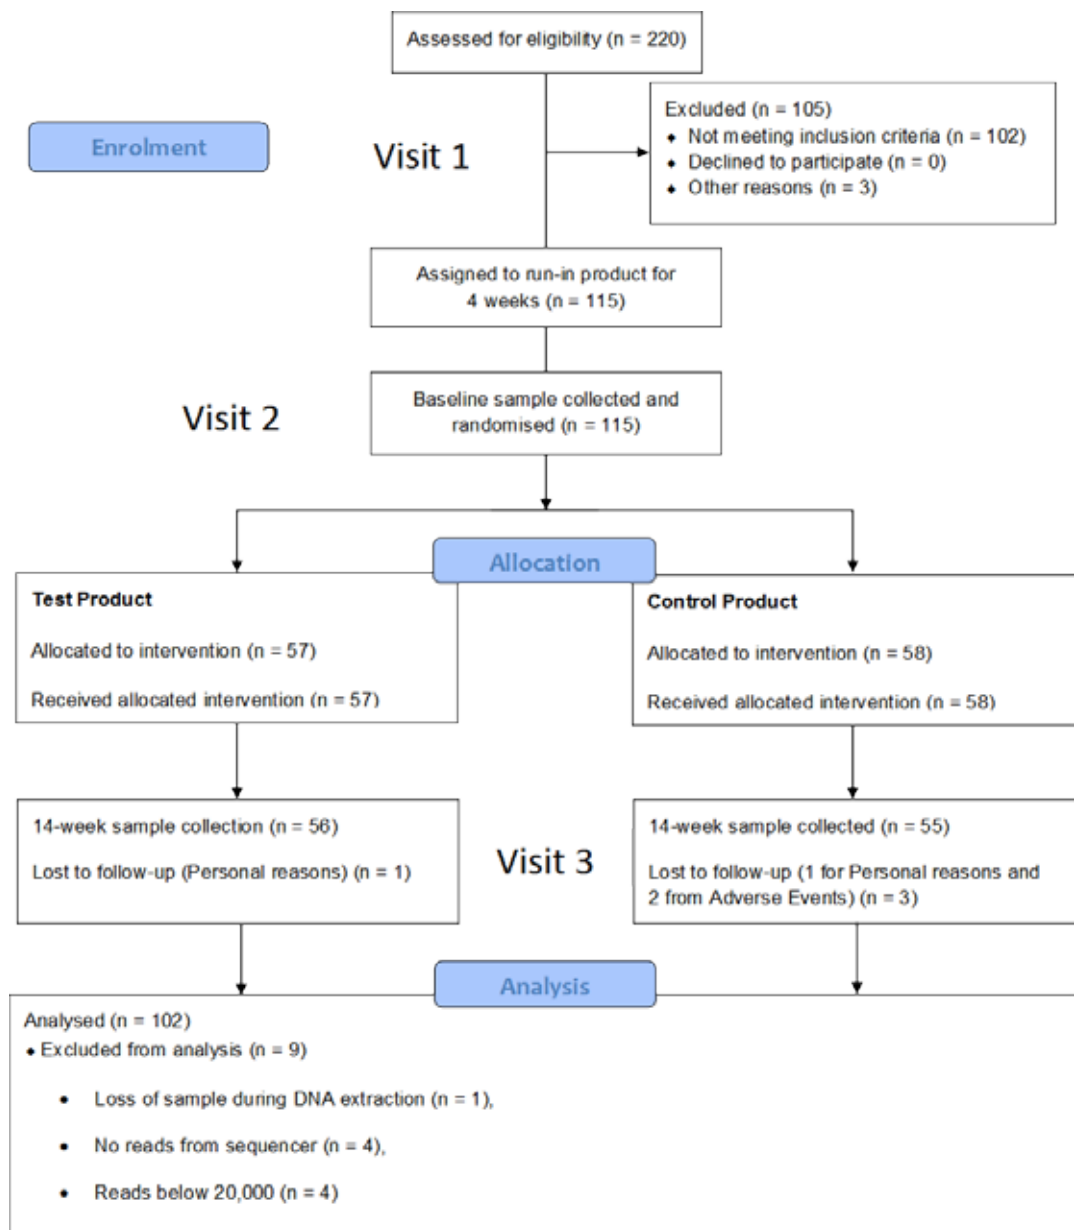 Assessed for eligibility (n = 220)
Excluded (n = 105)
◆ Not meeting inclusion criteria (n = 102)
◆ Declined to participate (n = 0)
◆ Other reasons (n = 3)
Enrolment
Visit 1
Assigned to run-in product for
4 weeks (n = 115)
Visit 2
Baseline sample collected and
randomised (n = 115)
Allocation
Test Product
Allocated to intervention (n = 57)
Received allocated intervention (n = 57)
Control Product
Allocated to intervention (n = 58)
Received allocated intervention (n = 58)
14-week sample collection (n = 56)
Lost to follow-up (Personal reasons) (n = 1)
Visit 3
14-week sample collected (n = 55)
Lost to follow-up (1 for Personal reasons and
2 from Adverse Events) (n = 3)
Analysis
Analysed (n = 102)
◆ Excluded from analysis (n = 9)
• Loss of sample during DNA extraction (n = 1),
• No reads from sequencer (n = 4),
• Reads below 20,000 (n = 4)